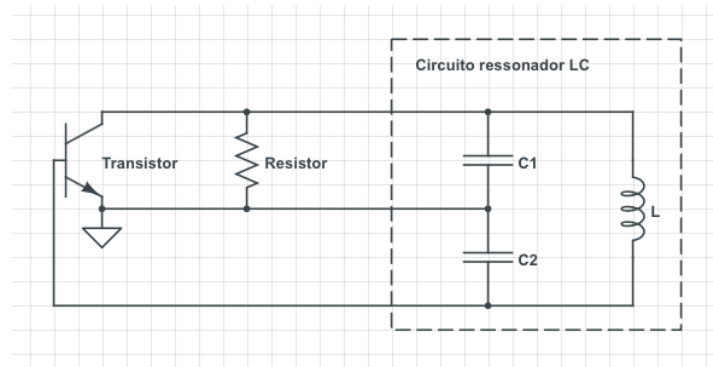 Circuito ressonador LC
Transistor
Resistor
C1
L
C2